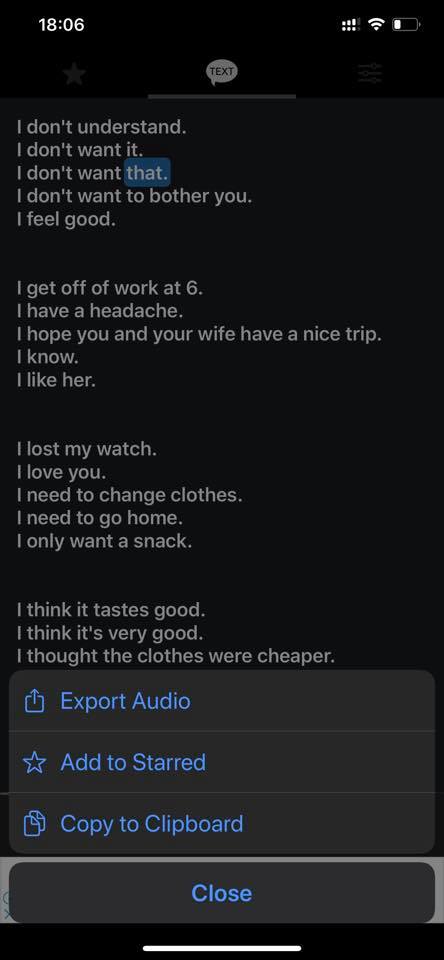 18:06
TEXT
I don't understand.
I don't want it.
I don't want that.
I don't want to bother you.
I feel good.
I get off of work at 6.
I have a headache.
I hope you and your wife have a nice trip.
I know.
I like her.
I lost my watch.
I love you.
I need to change clothes.
I need to go home.
I only want a snack.
I think it tastes good.
I think it's very good.
I thought the clothes were cheaper.
Export Audio
Add to Starred
Copy to Clipboard
Close